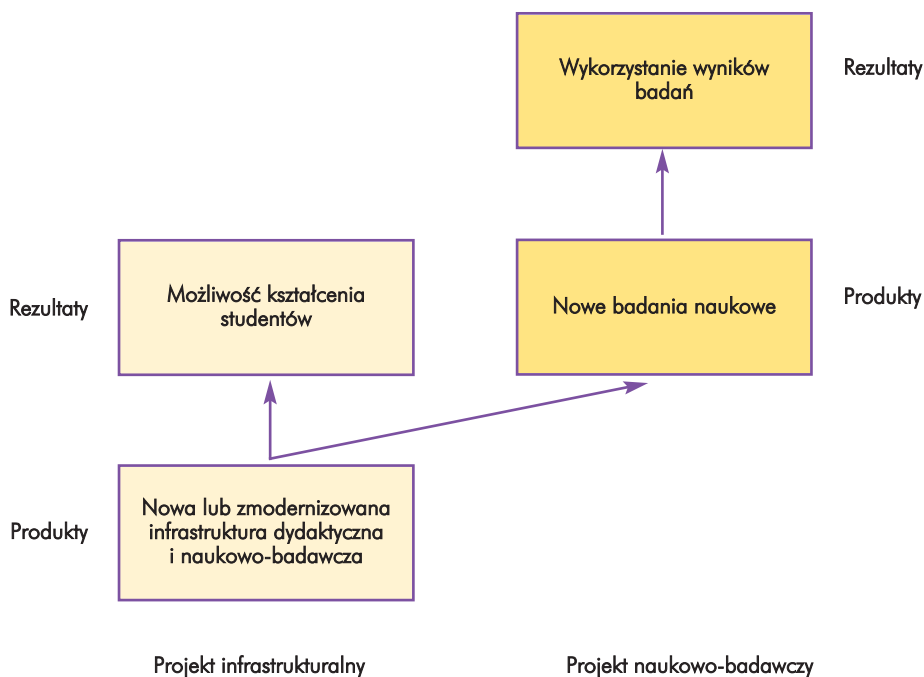 Wykorzystanie wyników
badań
Rezultaty
Rezultaty
Możliwość kształcenia
studentów
Nowe badania naukowe
Produkty
Produkty
Nowa lub zmodernizowana
infrastruktura dydaktyczna
i naukowo-badawcza
Projekt infrastrukturalny
Projekt naukowo-badawczy